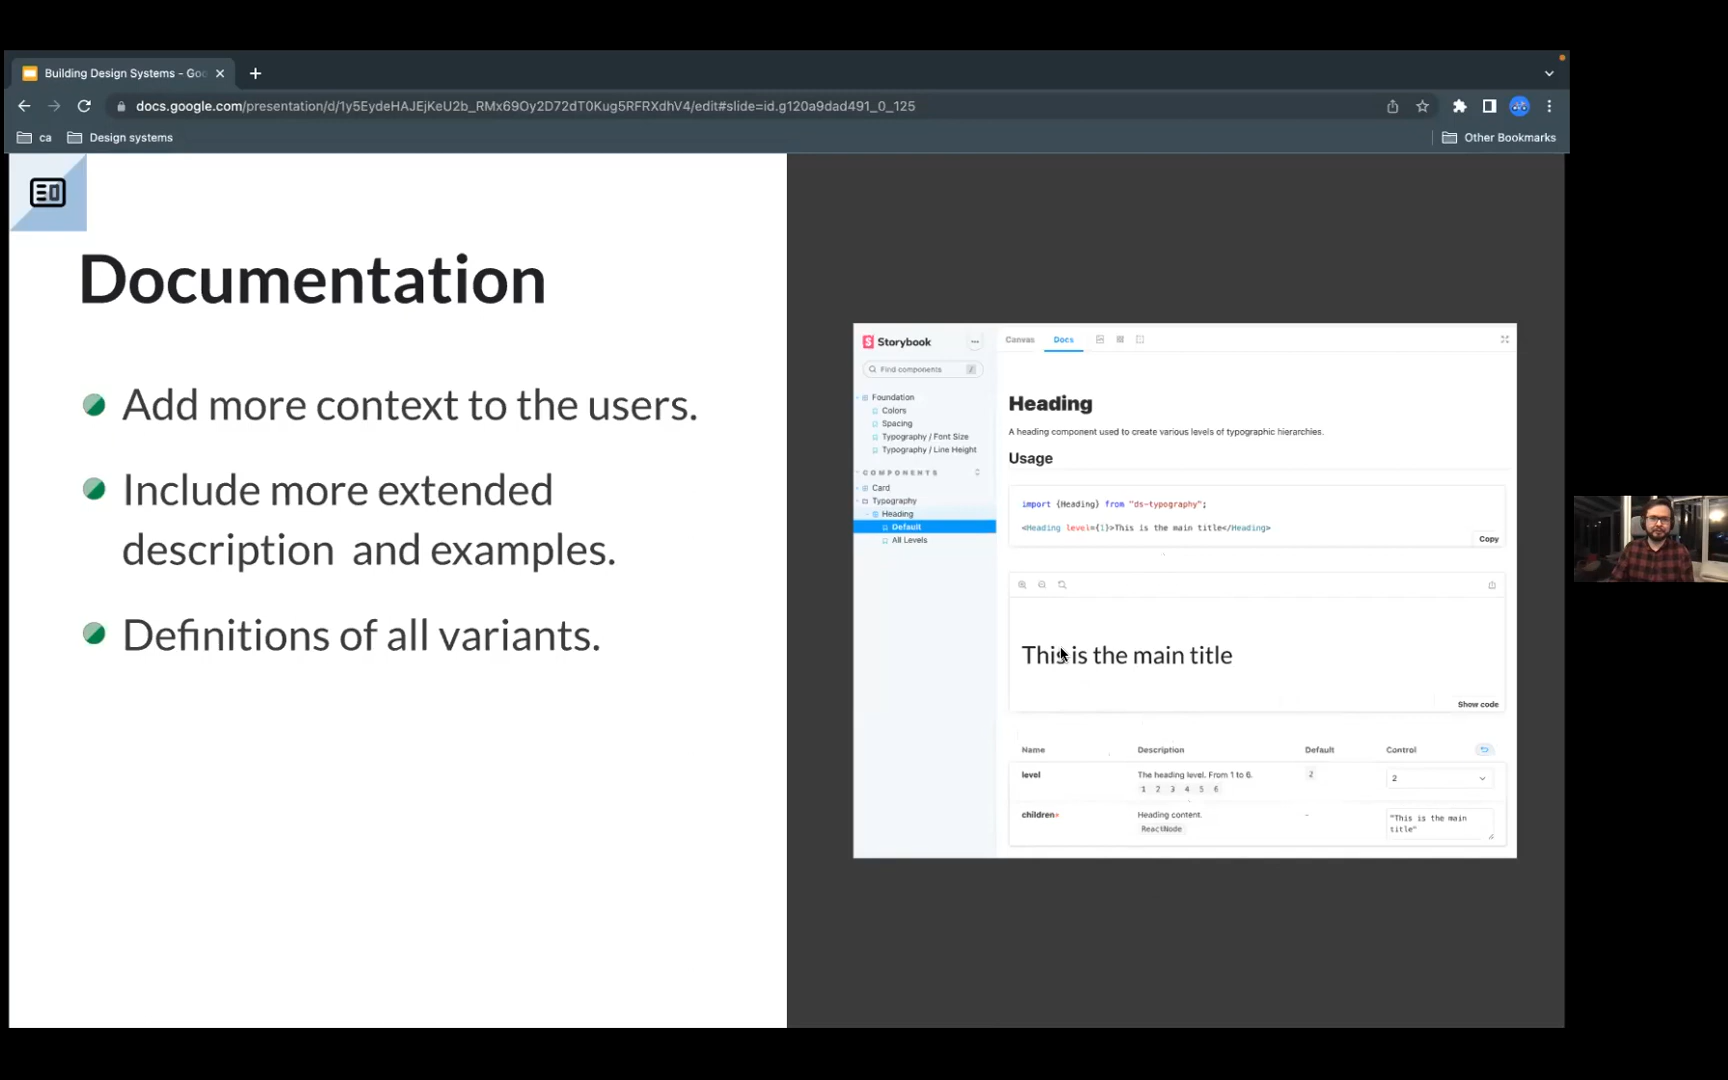 Building Design Systems - Goo
docs.google.com/presentation/d/1y5EydeHAJEjKeU2b_RMx69Oy2D72dT0Kug5RFRXdhV4/edit#slide=id.g120a9dad491_0_125
ca
Design systems
Other Bookmarks
Documentation
Add more context to the users.
Include more extended
description and examples.
Definitions of all variants.
Storybook
Find components
/
Foundation
Colors
Spacing
Typography / Font Size
Typography / Line Height
COMPONENTS
Card
Typography
Heading
Default
All Levels
Canvas
Docs
Heading
A heading component used to create various levels of typographic hierarchies.
Usage
import {Heading} from "ds-typography";
<Heading level={1}>This is the main title</Heading>
Copy
This is the main title
Show code
Name Description Default Control
level The heading level. From 1 to 6. 2 2
1 2 3 4 5 6
children* Heading content. - "This is the main
ReactNode title"